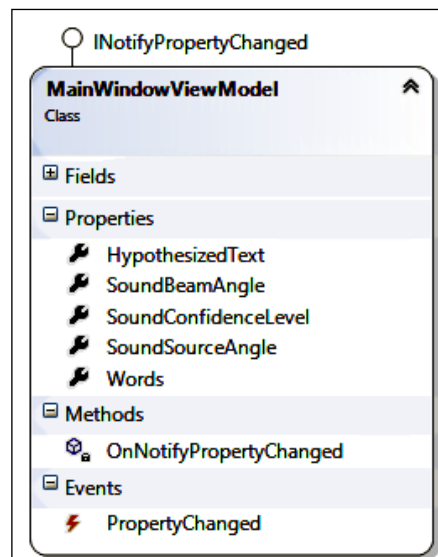 INotifyPropertyChanged
MainWindowViewModel
Class
Fields
Properties
HypothesizedText
SoundBeamAngle
SoundConfidenceLevel
SoundSourceAngle
Words
Methods
OnNotifyPropertyChanged
Events
PropertyChanged